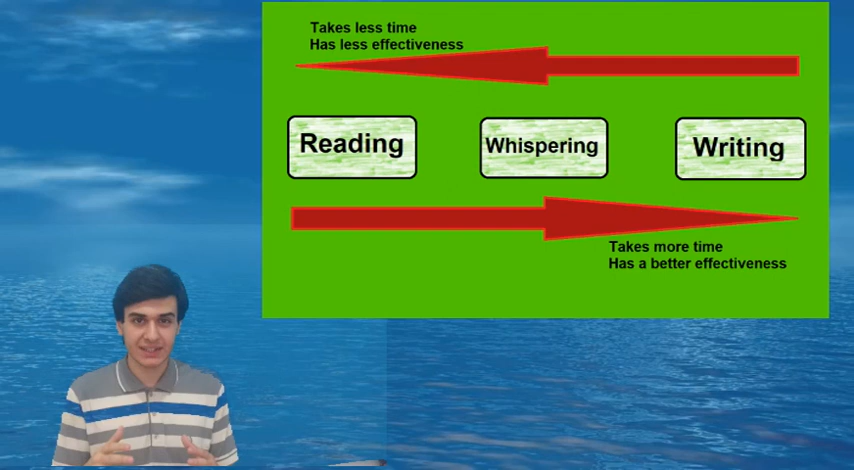 Takes less time
Has less effectiveness
Reading
Whispering
Writing
Takes more time
Has a better effectiveness